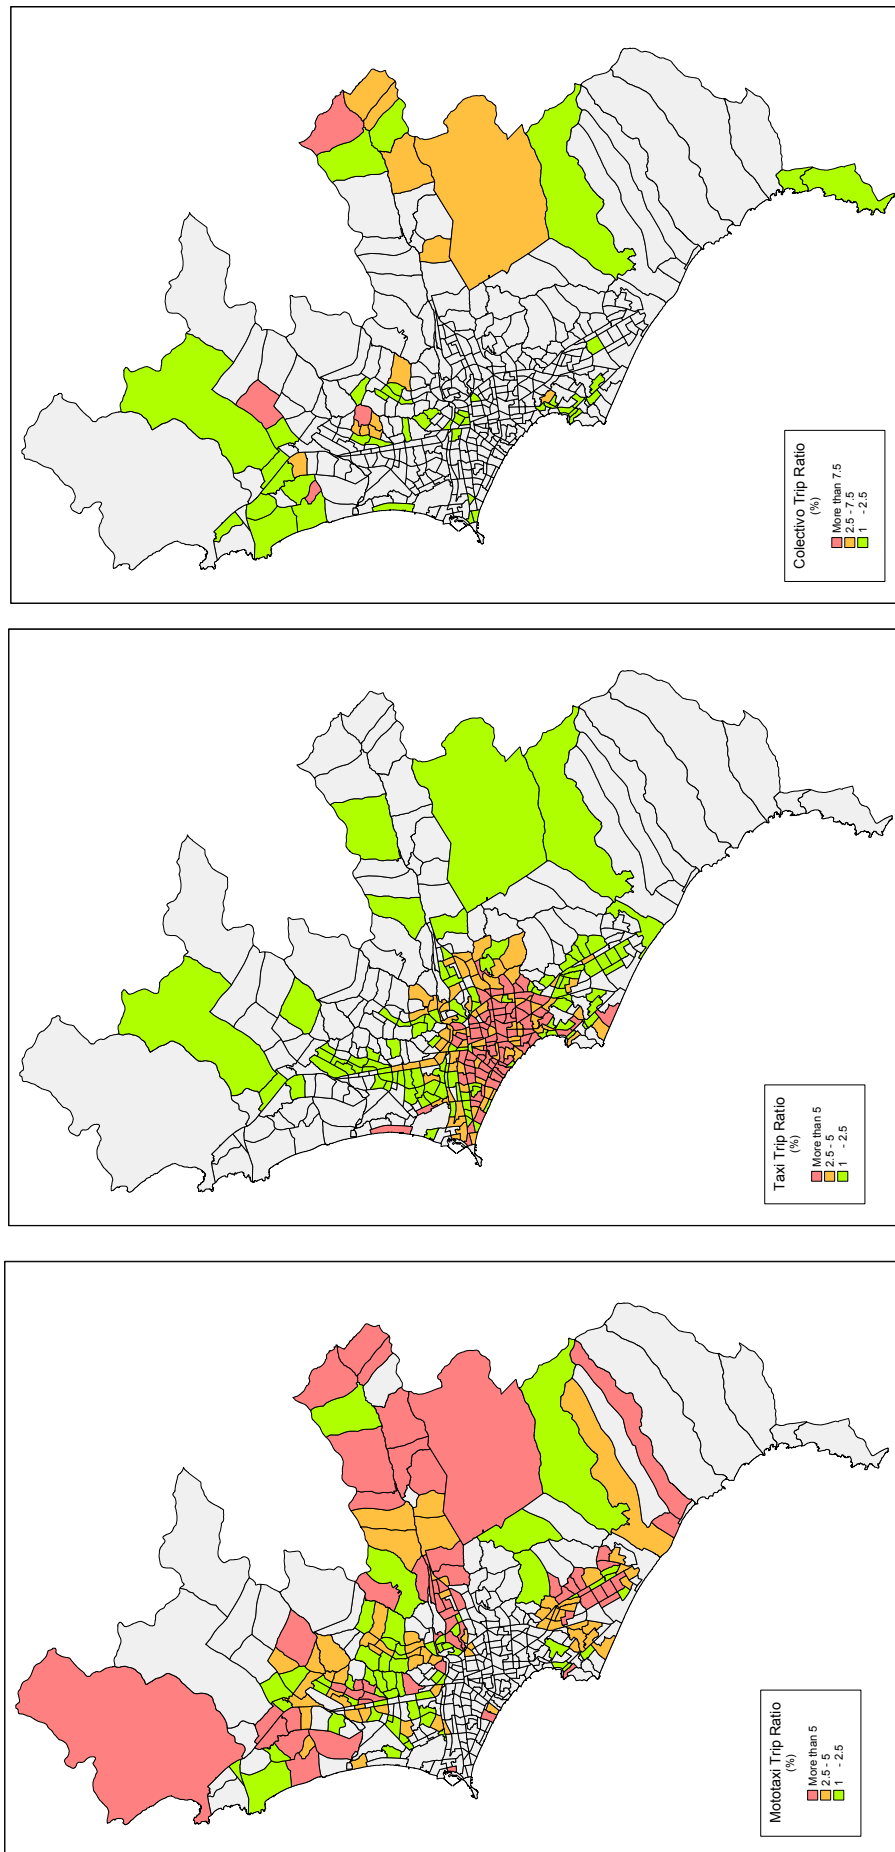 Colectivo Trip Ratio
(%)
More than 7.5
2.5 - 7.5
1 - 2.5
Taxi Trip Ratio
(%)
More than 5
2.5 - 5
1 - 2.5
Mototaxi Trip Ratio
(%)
More than 5
2.5 - 5
1 - 2.5